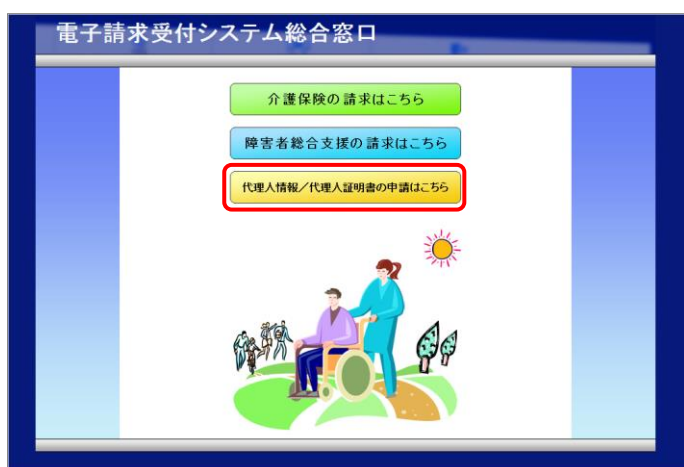 電子請求受付システム総合窓口
介護保険の請求はこちら
障害者総合支援の請求はこちら
代理人情報／代理人証明書の申請はこちら